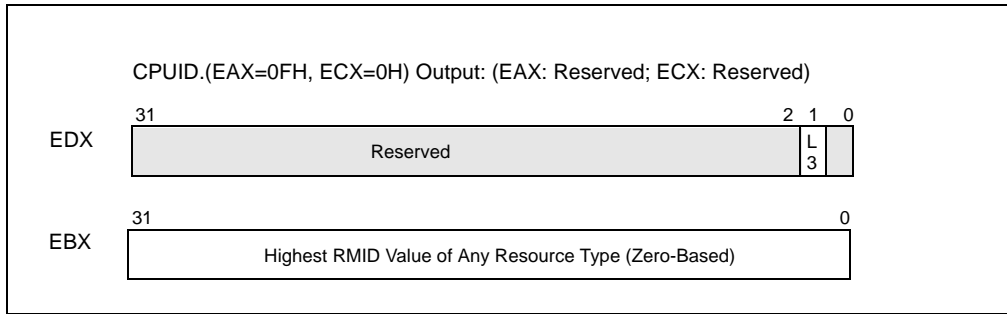 CPUID.(EAX=0FH, ECX=0H) Output: (EAX: Reserved; ECX: Reserved)
31 2 1 0
EDX Reserved L3
31 0
EBX Highest RMID Value of Any Resource Type (Zero-Based)